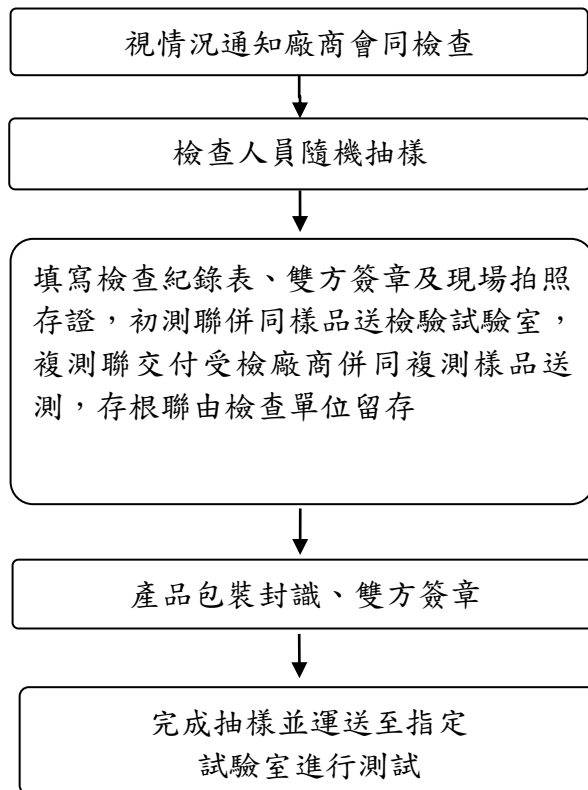 視情況通知廠商會同檢查
檢查人員隨機抽樣
填寫檢查紀錄表、雙方簽章及現場拍照
存證，初測聯併同樣品送檢驗試驗室，
複測聯交付受檢廠商併同複測樣品送
測，存根聯由檢查單位留存
產品包裝封識、雙方簽章
完成抽樣並運送至指定
試驗室進行測試